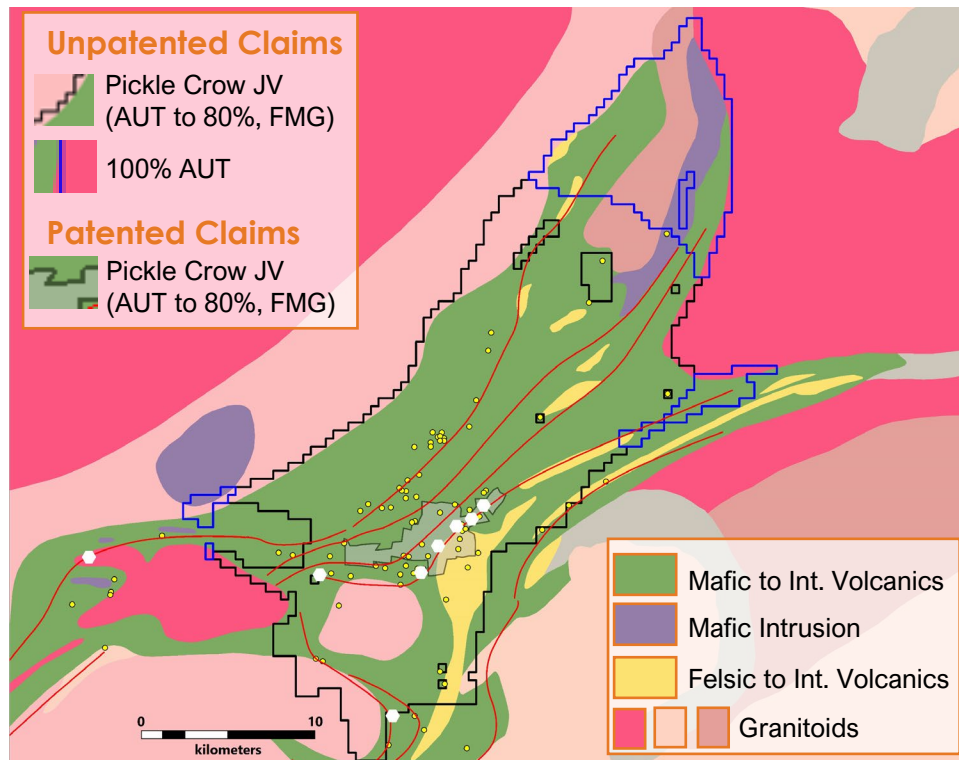 Unpatented Claims
Pickle Crow JV
(AUT to 80%, FMG)
100% AUT
Patented Claims
Pickle Crow JV
(AUT to 80%, FMG)
Mafic to Int. Volcanics
Mafic Intrusion
Felsic to Int. Volcanics
Granitoids
0 10
kilometers